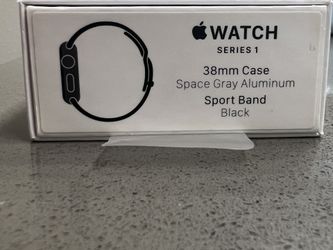 WATCH
SERIES 1
38mm Case
Space Gray Aluminum
Sport Band
Black